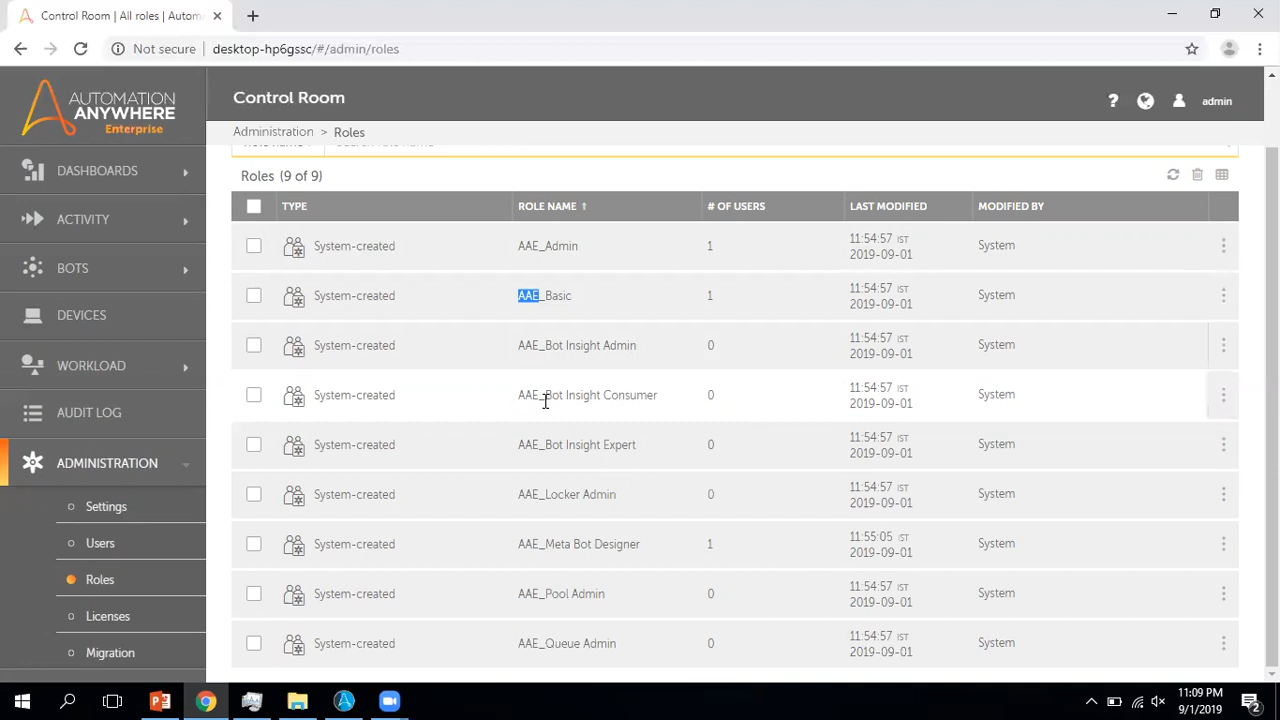 Control Room | All roles | Autom
Not secure
desktop-hp6gssc/#/admin/roles
AUTOMATION
ANYWHERE
Enterprise
Control Room
? admin
Administration > Roles
DASHBOARDS
ACTIVITY
BOTS
DEVICES
WORKLOAD
AUDIT LOG
ADMINISTRATION
Settings
Users
Roles
Licenses
Migration
Roles (9 of 9)
TYPE ROLE NAME ↑ # OF USERS LAST MODIFIED MODIFIED BY
System-created AAE_Admin 1 11:54:57 IST System
2019-09-01
System-created AAE_Basic 1 11:54:57 IST System
2019-09-01
System-created AAE_Bot Insight Admin 0 11:54:57 IST System
2019-09-01
System-created AAE_Bot Insight Consumer 0 11:54:57 IST System
2019-09-01
System-created AAE_Bot Insight Expert 0 11:54:57 IST System
2019-09-01
System-created AAE_Locker Admin 0 11:54:57 IST System
2019-09-01
System-created AAE_Meta Bot Designer 1 11:55:05 IST System
2019-09-01
System-created AAE_Pool Admin 0 11:54:57 IST System
2019-09-01
System-created AAE_Queue Admin 0 11:54:57 IST System
2019-09-01
11:09 PM
9/1/2019
2